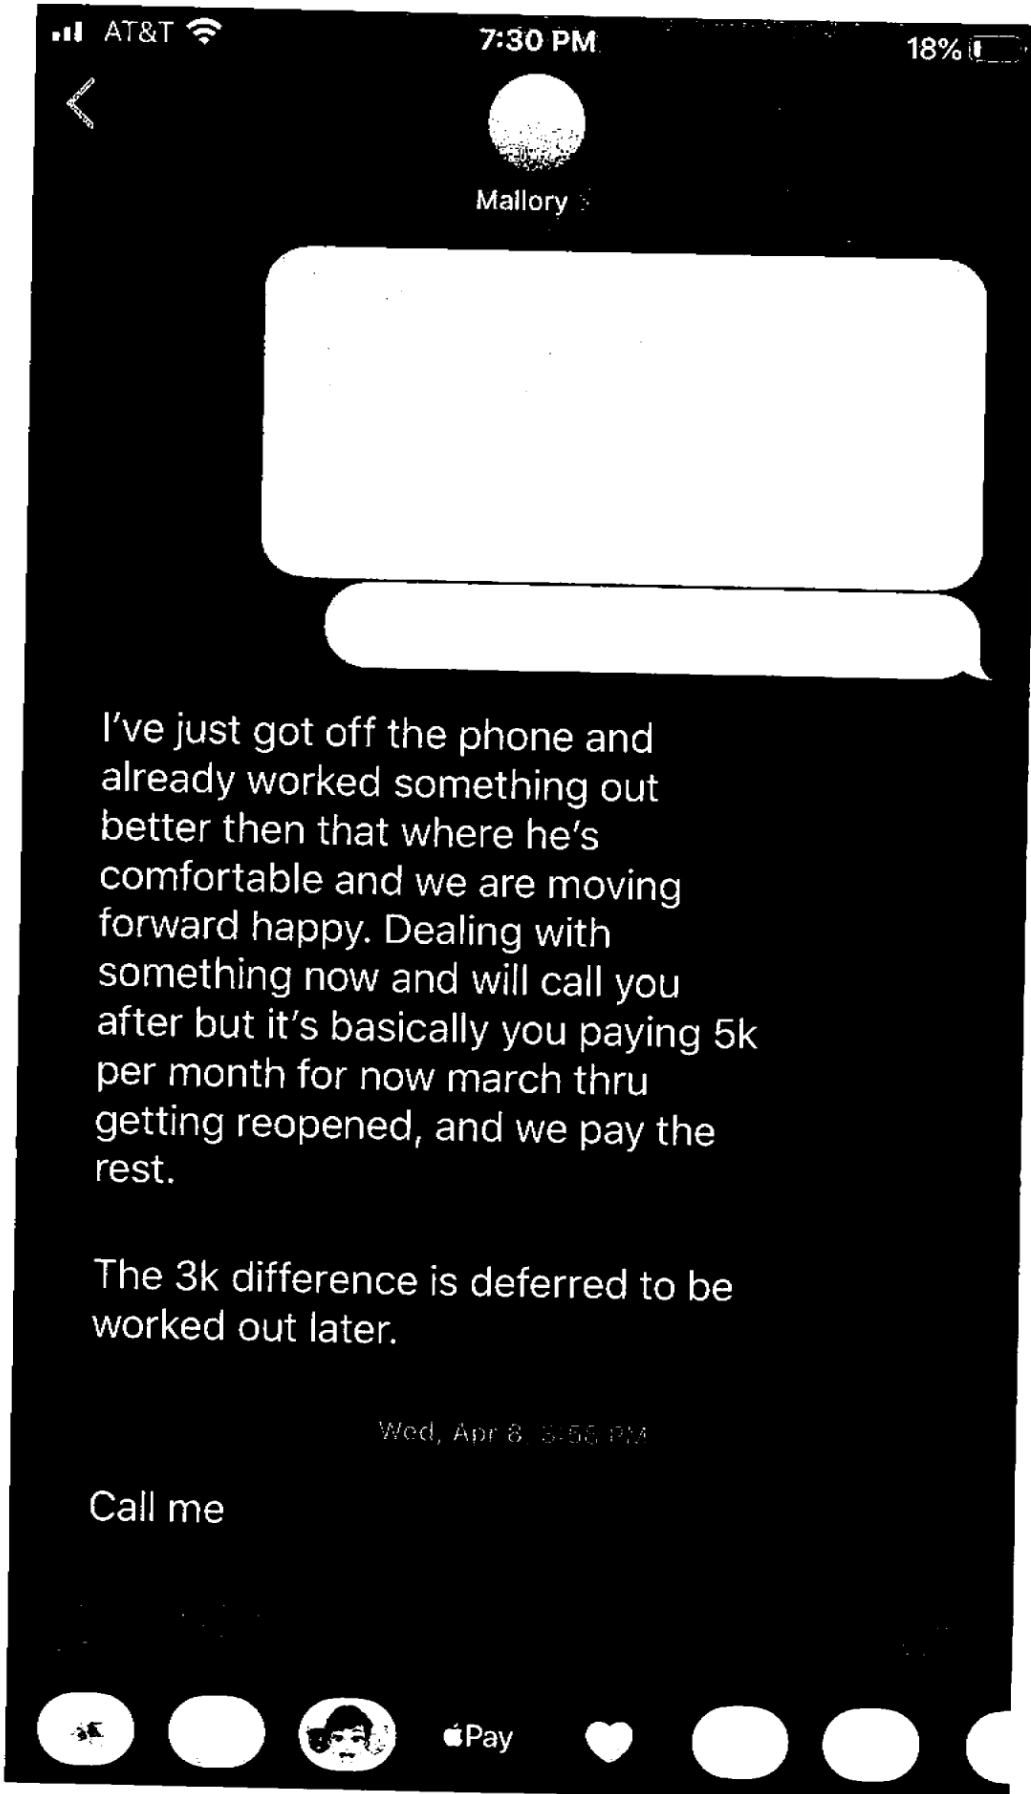 AT&T
7:30 PM
18%
Mallory
I've just got off the phone and
already worked something out
better then that where he's
comfortable and we are moving
forward happy. Dealing with
something now and will call you
after but it's basically you paying 5k
per month for now march thru
getting reopened, and we pay the
rest.
The 3k difference is deferred to be
worked out later.
Wed, Apr 8, PM
Call me
Pay